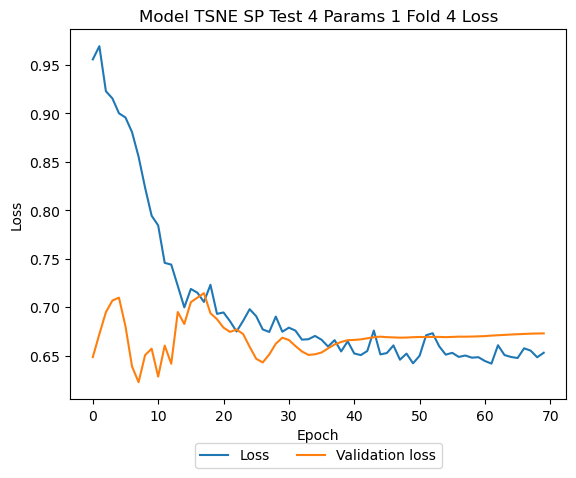 Model TSNE SP Test 4 Params 1 Fold 4 Loss
Loss
0.95
0.90
0.85
0.80
0.75
0.70
0.65
0 10 20 30 40 50 60 70
Epoch
Loss Validation loss